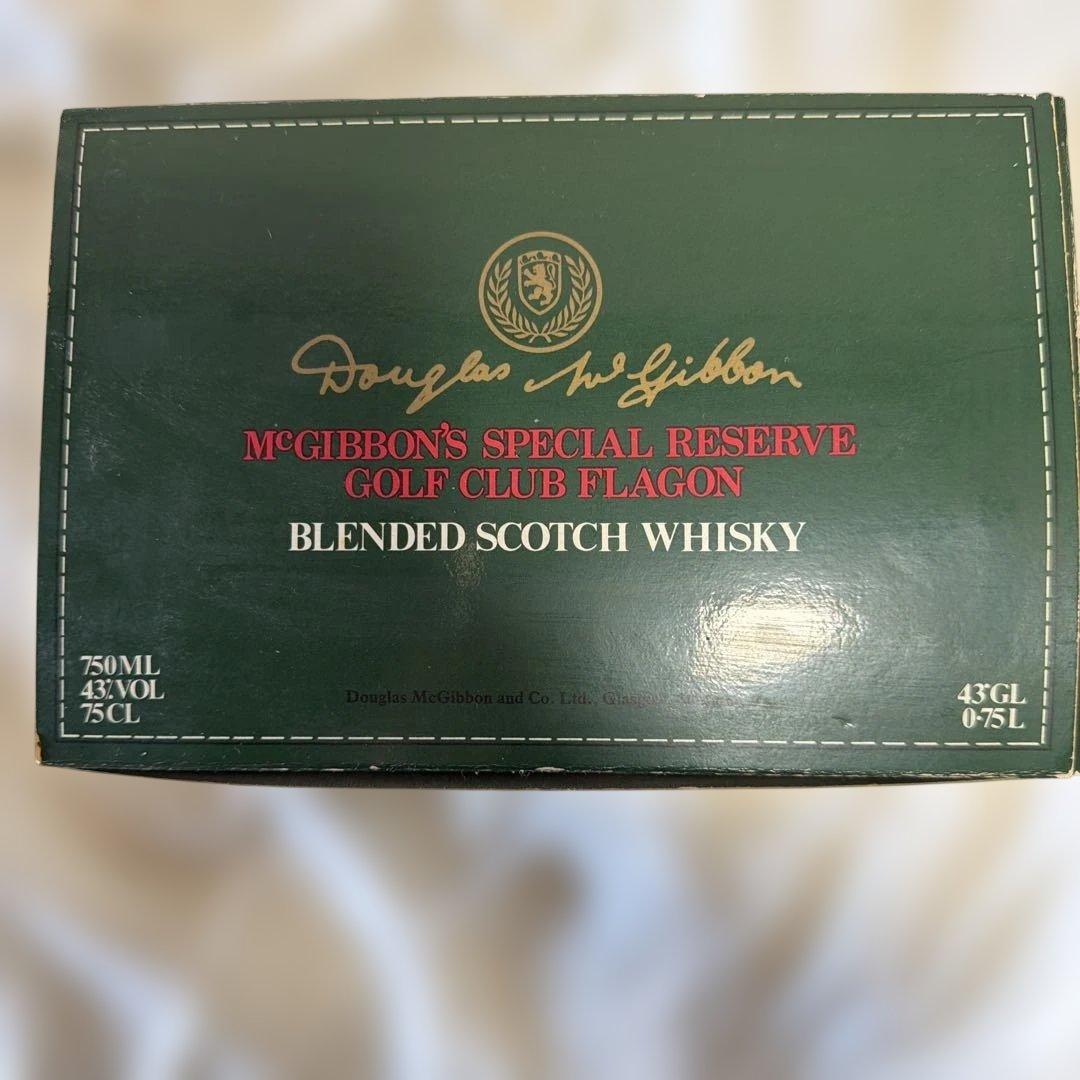 Douglas McGibbon
McGIBBON'S SPECIAL RESERVE
GOLF CLUB FLAGON
BLENDED SCOTCH WHISKY
750ML
43%VOL
75CL
Douglas McGibbon and Co. Ltd., Glasgow
43°GL
0·75L